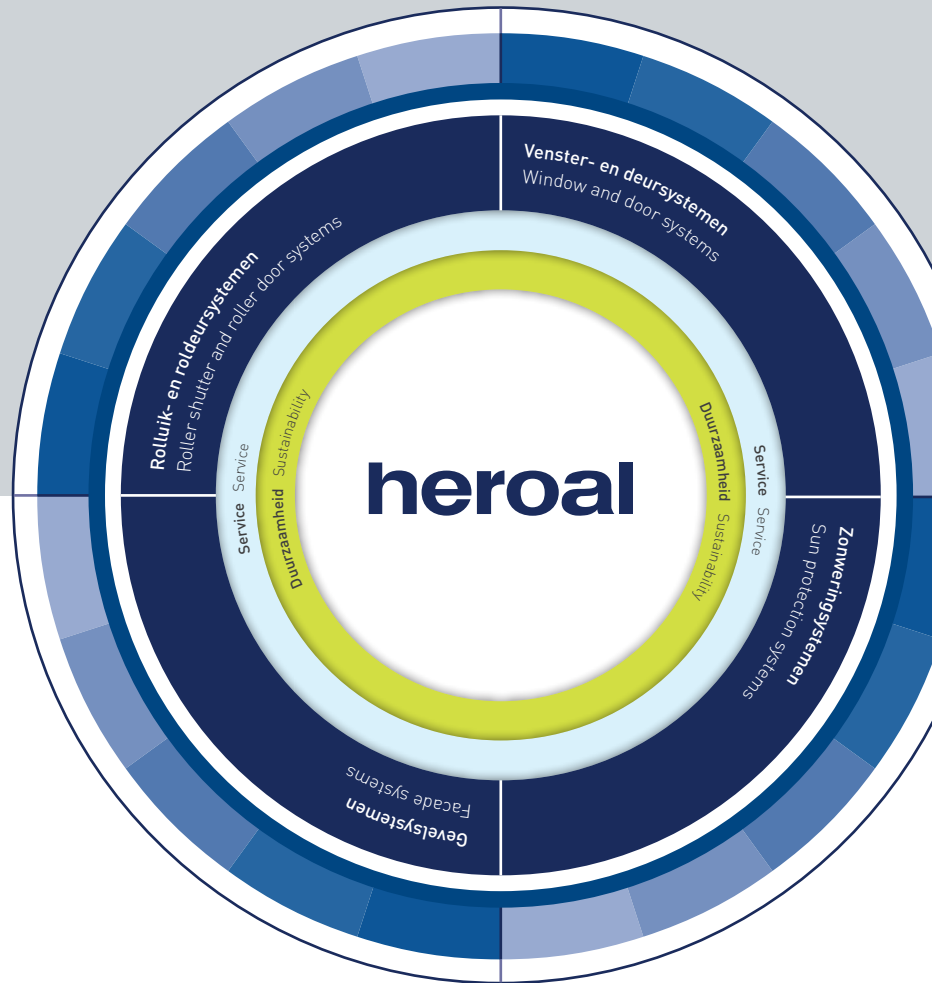 Venster- en deursystemen
Window and door systems
Rolluik- en roldeursystemen
Roller shutter and roller door systems
Service Service
Duurzaamheid Sustainability
heroal
Duurzaamheid Sustainability
Service Service
Zonweringsystemen
Sun protection systems
Gevelsystemen
Facade systems